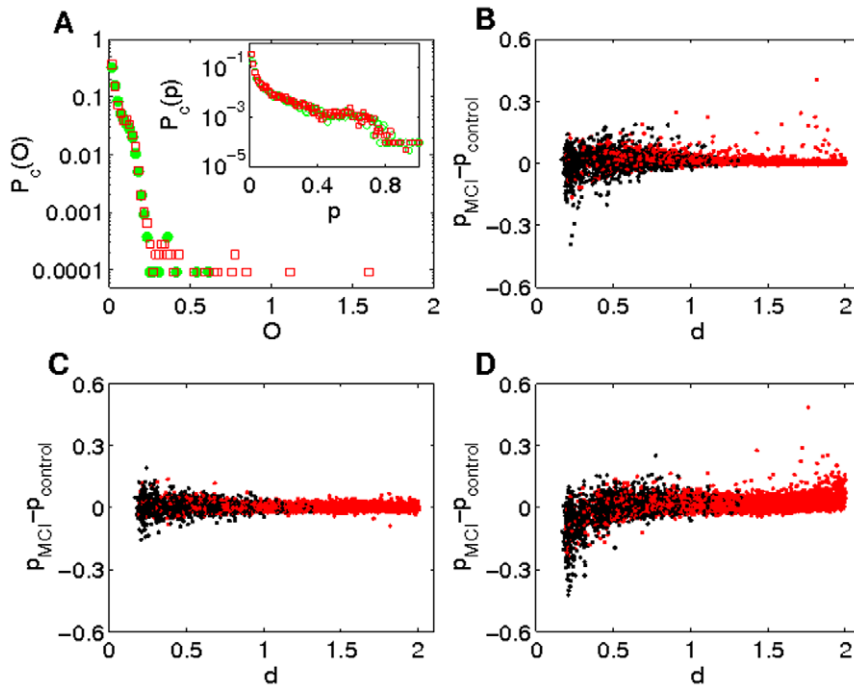 A
P_c(O)
1
0.1
0.01
0.001
0.0001
0 0.5 1 1.5 2
O
P_c(p)
10^−1
10^−3
10^−5
0 0.4 0.8
p
B
p_MCI−p_control
0.6
0.3
0
−0.3
−0.6
0 0.5 1 1.5 2
d
C
p_MCI−p_control
0.6
0.3
0
−0.3
−0.6
0 0.5 1 1.5 2
d
D
p_MCI−p_control
0.6
0.3
0
−0.3
−0.6
0 0.5 1 1.5 2
d